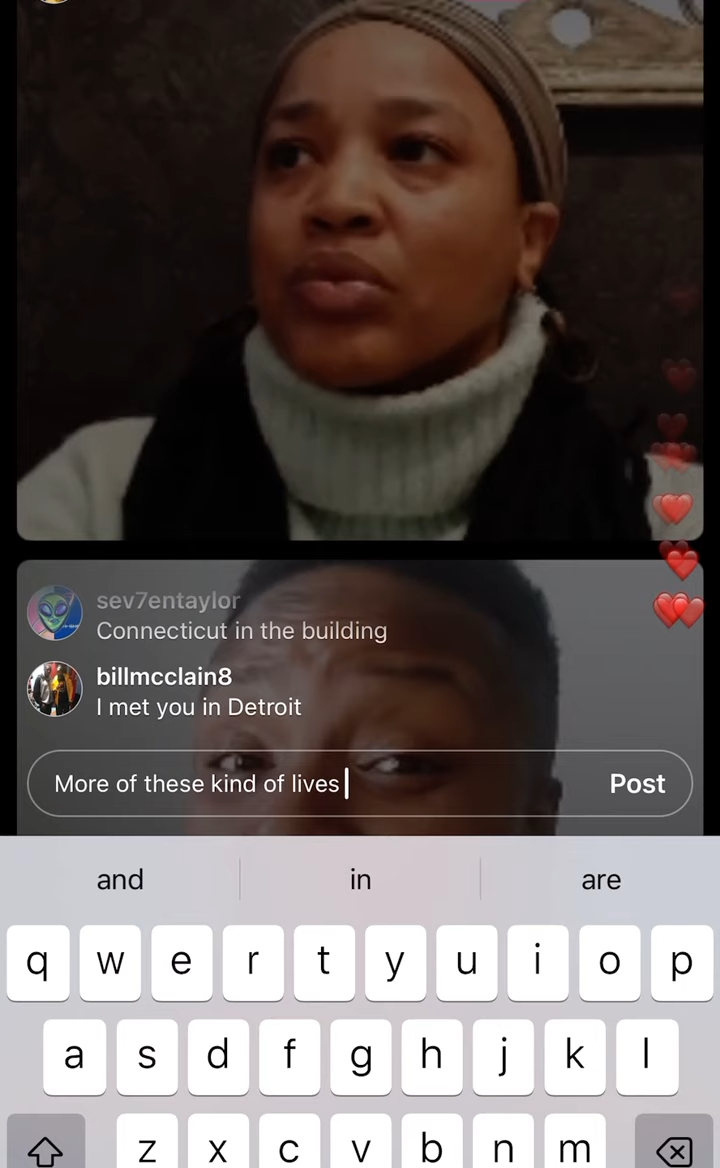 sev7entaylor
Connecticut in the building
billmcclain8
I met you in Detroit
More of these kind of lives Post
and in are
q w e r t y u i o p
a s d f g h j k l
z x c v b n m